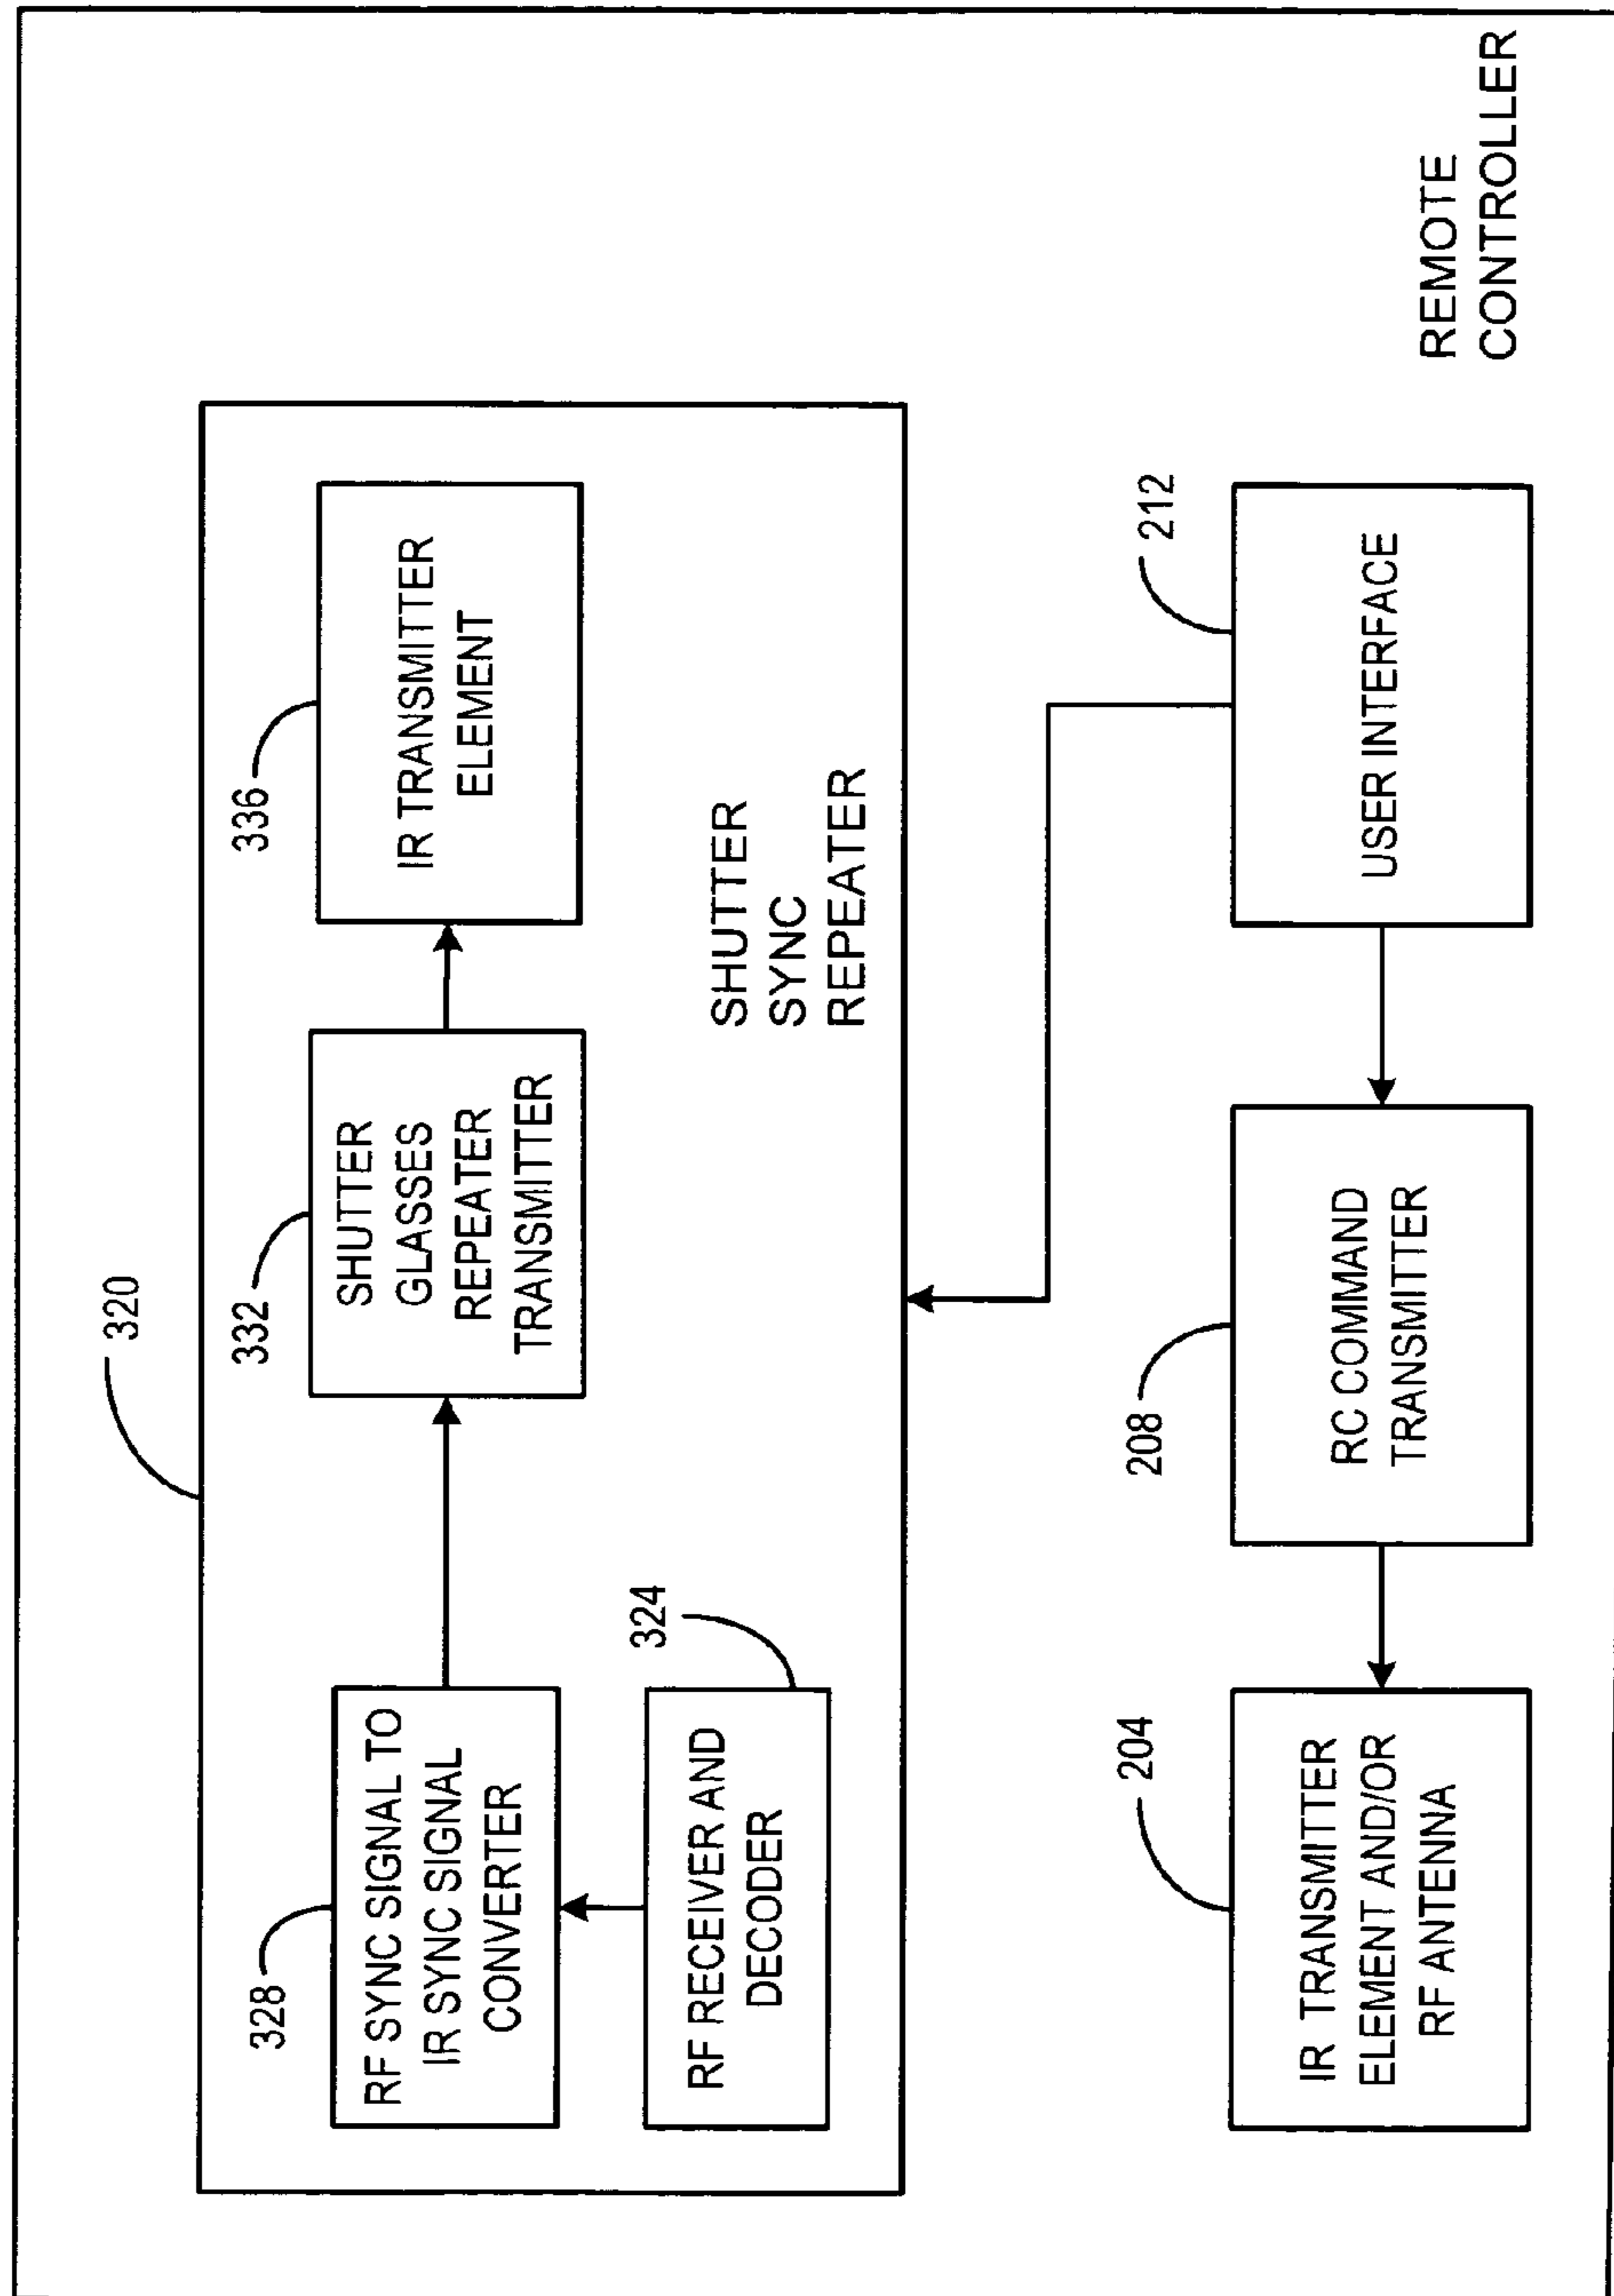 320
328
RF SYNC SIGNAL TO
IR SYNC SIGNAL
CONVERTER
332
SHUTTER
GLASSES
REPEATER
TRANSMITTER
336
IR TRANSMITTER
ELEMENT
324
RF RECEIVER AND
DECODER
SHUTTER
SYNC
REPEATER
204
IR TRANSMITTER
ELEMENT AND/OR
RF ANTENNA
208
RC COMMAND
TRANSMITTER
212
USER INTERFACE
REMOTE
CONTROLLER